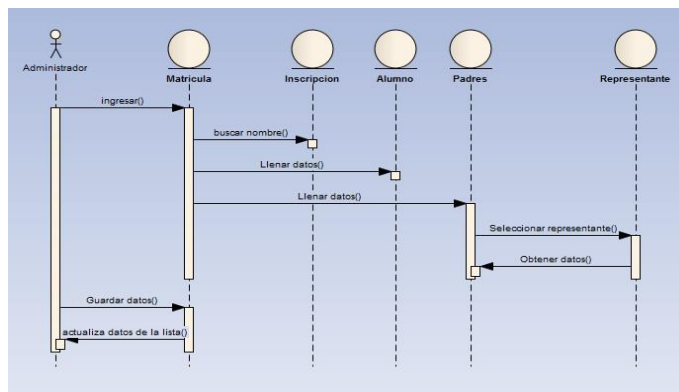 Administrador
Matricula
Inscripcion
Alumno
Padres
Representante
ingresar()
buscar nombre()
Llenar datos()
Llenar datos()
Seleccionar representante()
Obtener datos()
Guardar datos()
actualiza datos de la lista()